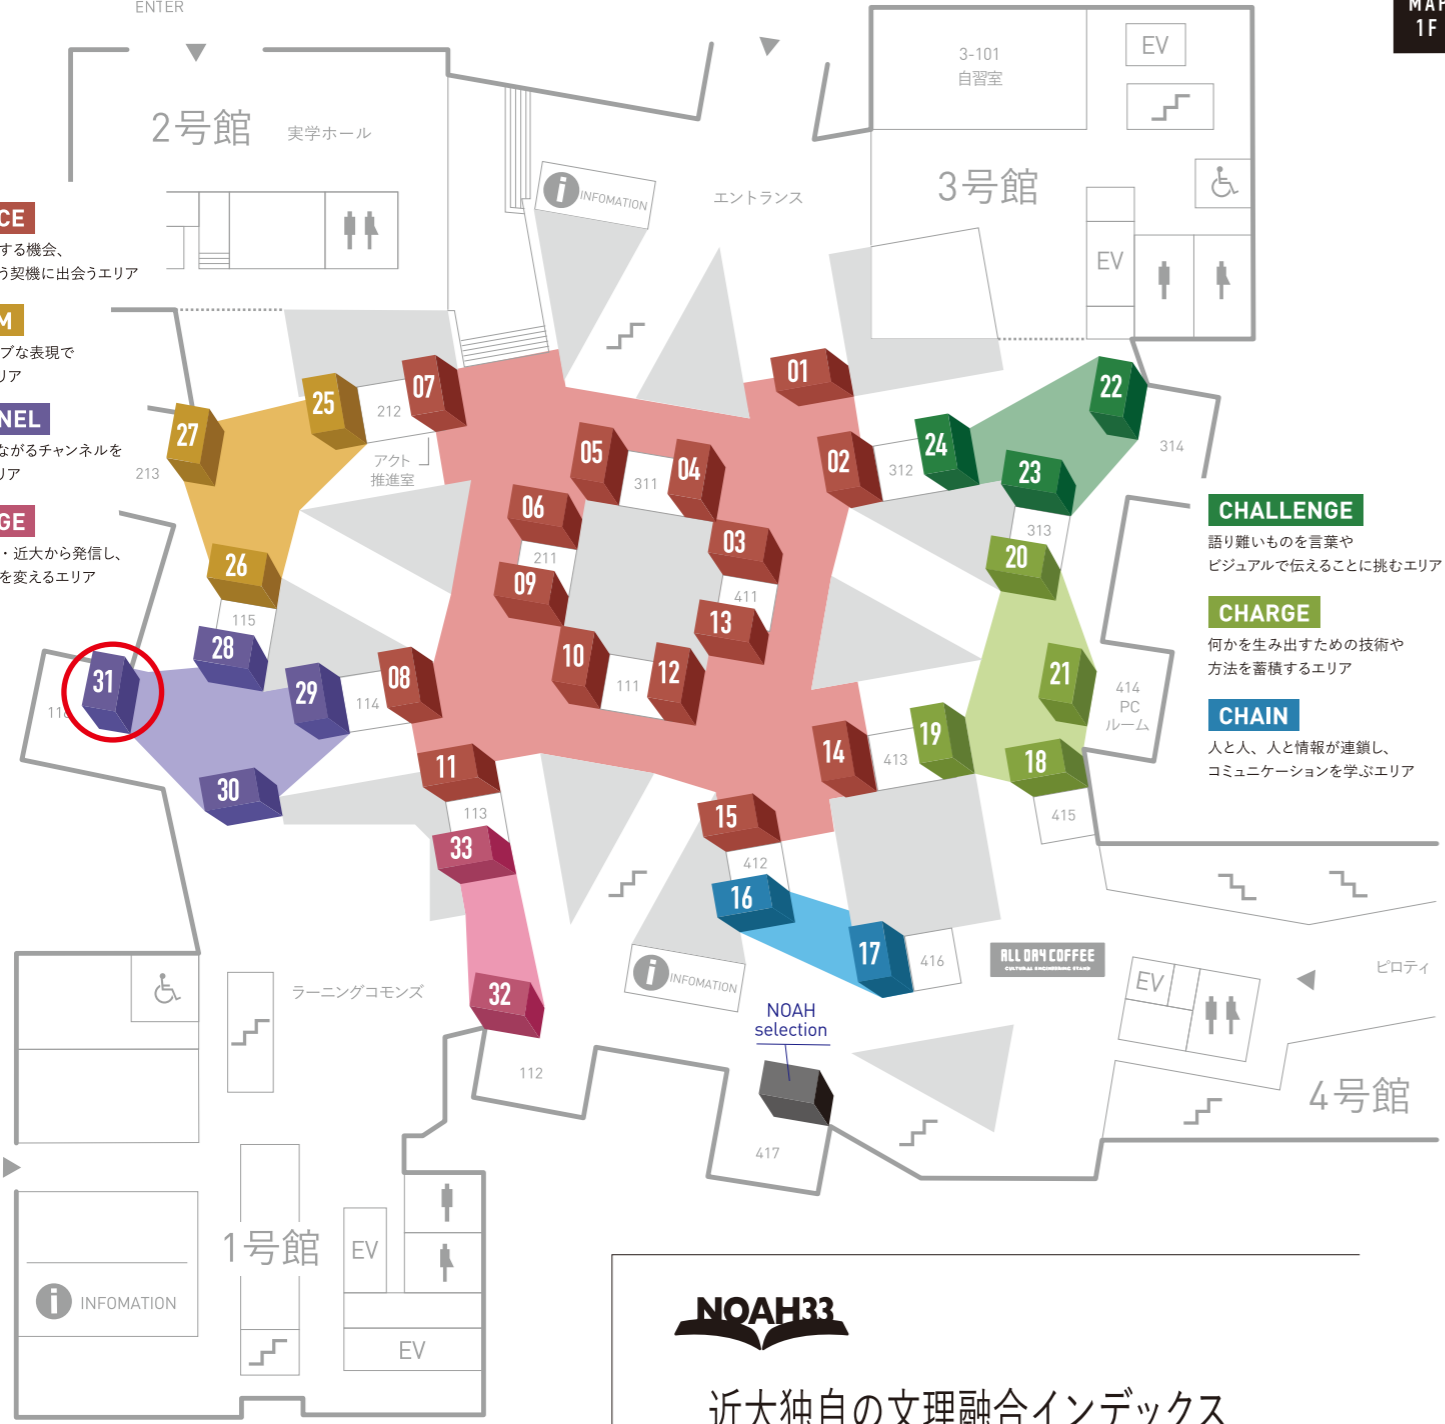 ENTER
MAP
1F
3-101
自習室
EV
2号館
実学ホール
3号館
INFOMATION
エントランス
EV
CE
する機会、
う契機に出会うエリア
M
ブな表現で
リア
NEL
ながるチャンネルを
リア
GE
・近大から発信し、
を変えるエリア
01
07
25
212
22
27
24
02
312
314
05
04
311
23
213
アクト
推進室
06
03
313
211
20
26
09
411
115
13
28
10
12
111
31
29
114
08
21
414
PC
ルーム
14
413
19
18
11
30
113
15
415
33
412
16
17
416
CHALLENGE
語り難いものを言葉や
ビジュアルで伝えることに挑むエリア
CHARGE
何かを生み出すための技術や
方法を蓄積するエリア
CHAIN
人と人、人と情報が連鎖し、
コミュニケーションを学ぶエリア
ALL DAY COFFEE
INFOMATION
ピロティ
EV
ラーニングコモンズ
32
NOAH
selection
112
417
4号館
1号館
EV
INFOMATION
EV
NOAH33
近大独自の文理融合インデックス